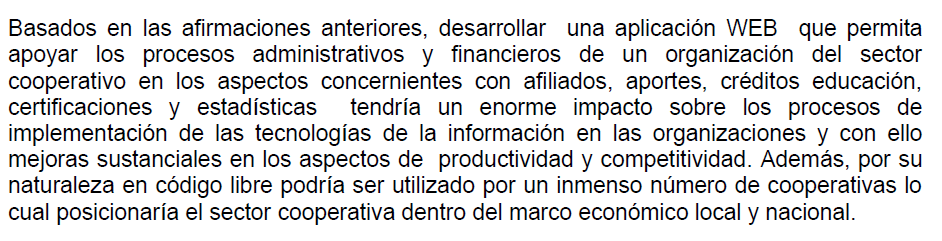 Basados en las afirmaciones anteriores, desarrollar una aplicación WEB que permita
apoyar los procesos administrativos y financieros de un organización del sector
cooperativo en los aspectos concernientes con afiliados, aportes, créditos educación,
certificaciones y estadísticas tendría un enorme impacto sobre los procesos de
implementación de las tecnologías de la información en las organizaciones y con ello
mejoras sustanciales en los aspectos de productividad y competitividad. Además, por su
naturaleza en código libre podría ser utilizado por un inmenso número de cooperativas lo
cual posicionaría el sector cooperativa dentro del marco económico local y nacional.